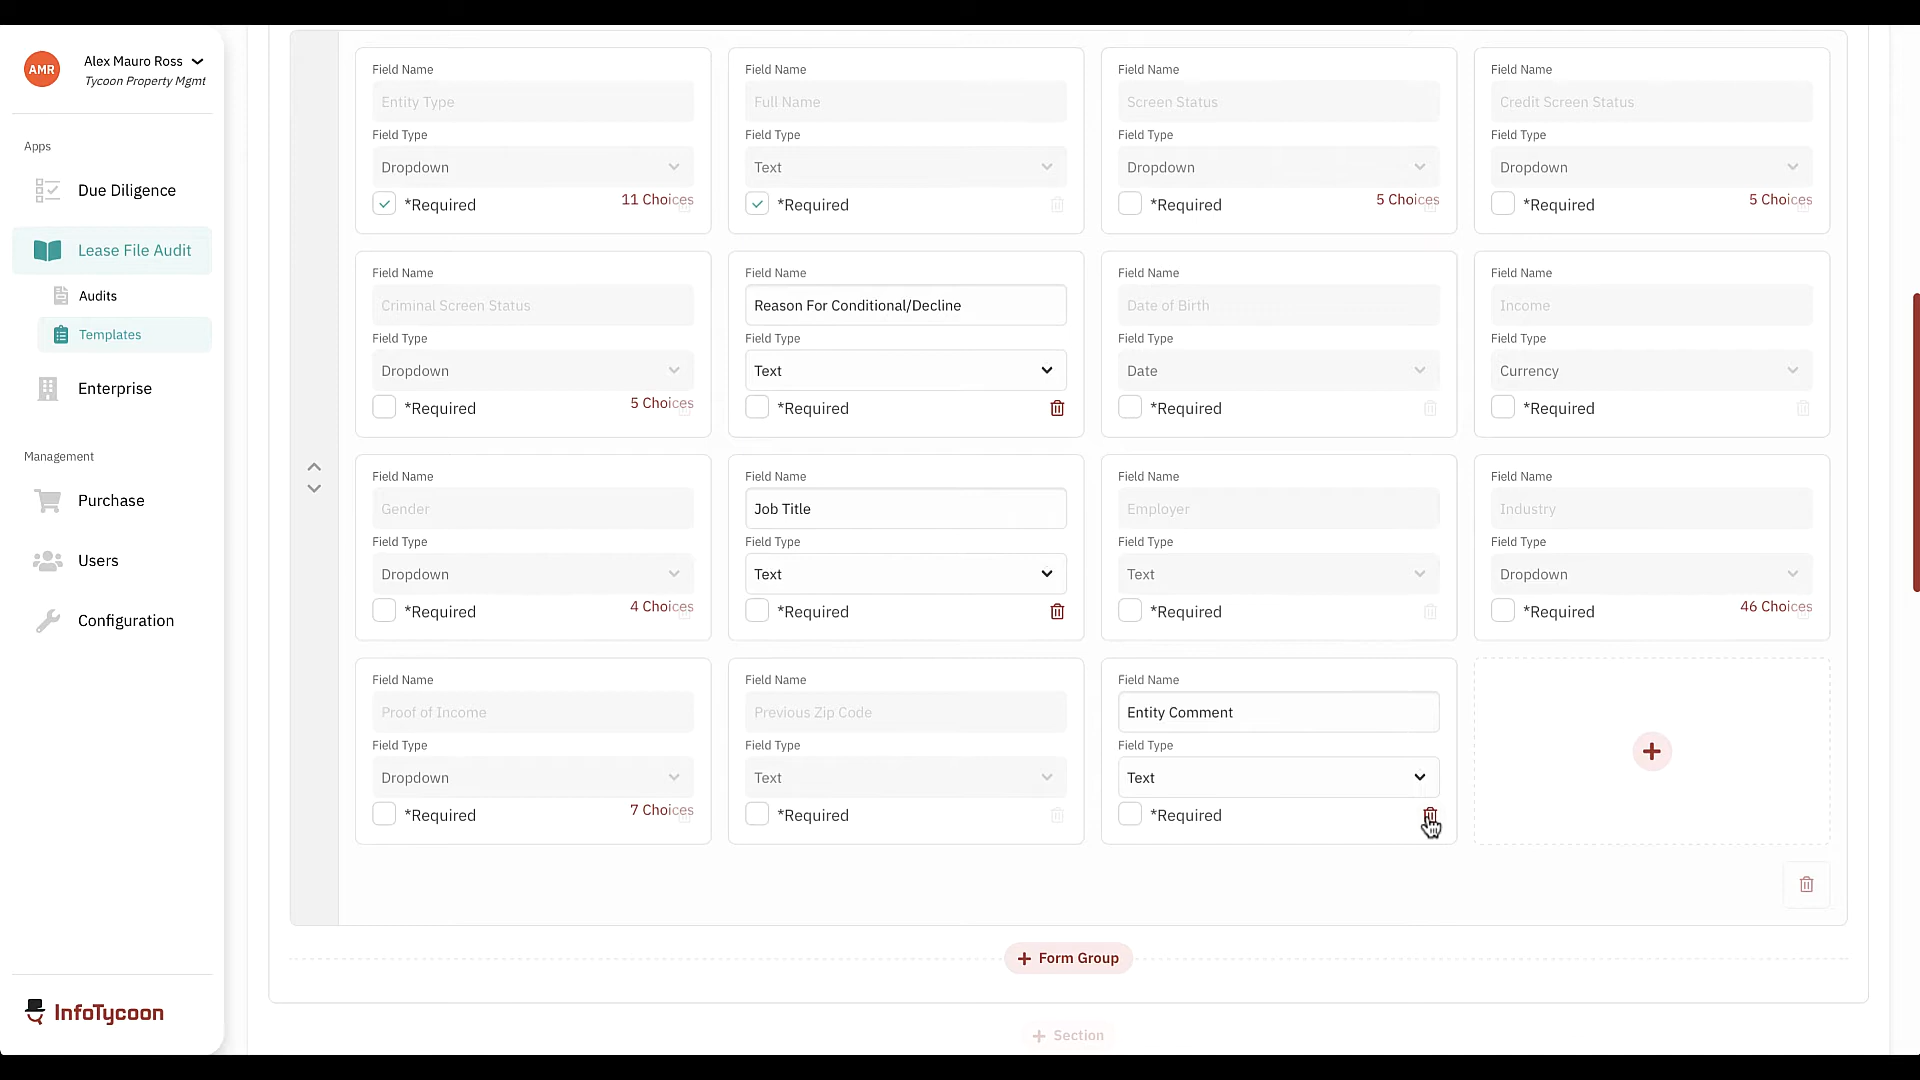 AMR
Alex Mauro Ross
Tycoon Property Mgmt
Apps
Due Diligence
Lease File Audit
Audits
Templates
Enterprise
Management
Purchase
Users
Configuration
InfoTycoon
Field Name
Field Name
Field Name
Field Name
Entity Type
Full Name
Screen Status
Credit Screen Status
Field Type
Field Type
Field Type
Field Type
Dropdown
Text
Dropdown
Dropdown
*Required
11 Choices
*Required
*Required
5 Choices
*Required
5 Choices
Field Name
Field Name
Field Name
Field Name
Criminal Screen Status
Reason For Conditional/Decline
Date of Birth
Income
Field Type
Field Type
Field Type
Field Type
Dropdown
Text
Date
Currency
*Required
5 Choices
*Required
*Required
*Required
Field Name
Field Name
Field Name
Field Name
Gender
Job Title
Employer
Industry
Field Type
Field Type
Field Type
Field Type
Dropdown
Text
Text
Dropdown
*Required
4 Choices
*Required
*Required
*Required
46 Choices
Field Name
Field Name
Field Name
Proof of Income
Previous Zip Code
Entity Comment
Field Type
Field Type
Field Type
Dropdown
Text
Text
*Required
7 Choices
*Required
*Required
+ Form Group
+ Section